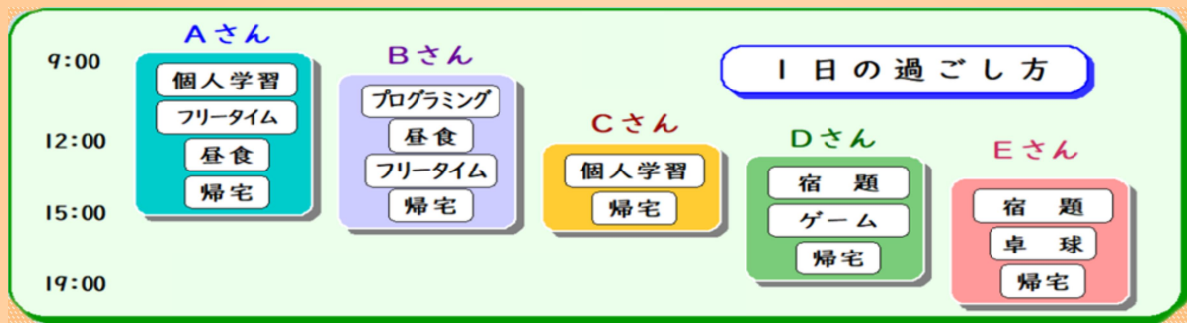 1日の過ごし方
9:00
12:00
15:00
19:00
Aさん
個人学習
フリータイム
昼食
帰宅
Bさん
プログラミング
昼食
フリータイム
帰宅
Cさん
個人学習
帰宅
Dさん
宿題
ゲーム
帰宅
Eさん
宿題
卓球
帰宅